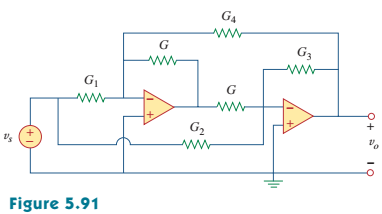 G₄
G
G₃
G₁
G
G₂
vₛ
+
−
−
+
−
+
+
vₒ
−
Figure 5.91